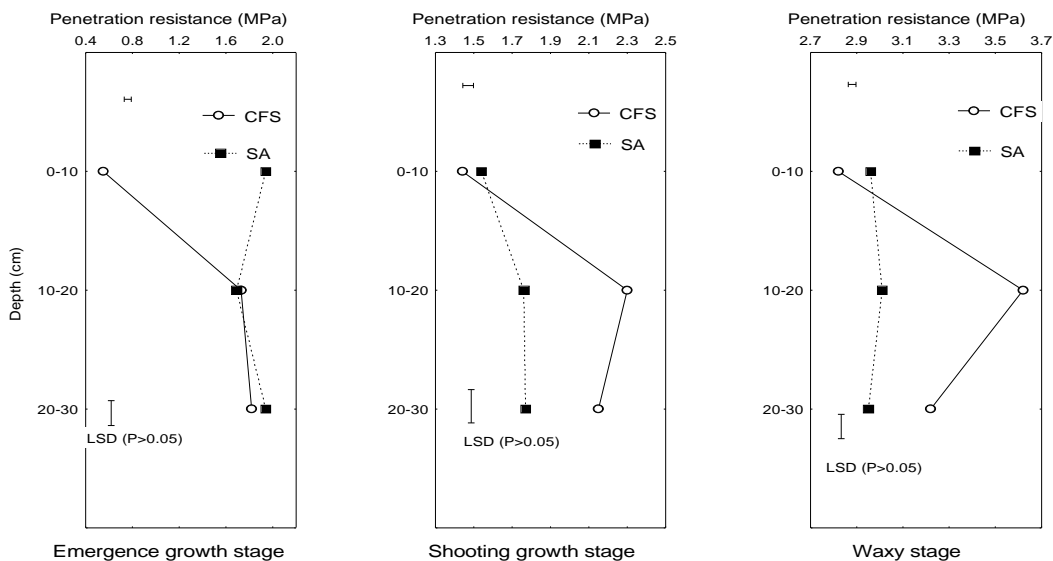 Penetration resistance (MPa) Penetration resistance (MPa) Penetration resistance (MPa)
0.4 0.8 1.2 1.6 2.0 1.3 1.5 1.7 1.9 2.1 2.3 2.5 2.7 2.9 3.1 3.3 3.5 3.7
CFS CFS CFS
SA SA SA
0-10 0-10 0-10
Depth (cm)
10-20 10-20 10-20
20-30 20-30 20-30
LSD (P>0.05) LSD (P>0.05) LSD (P>0.05)
Emergence growth stage Shooting growth stage Waxy stage